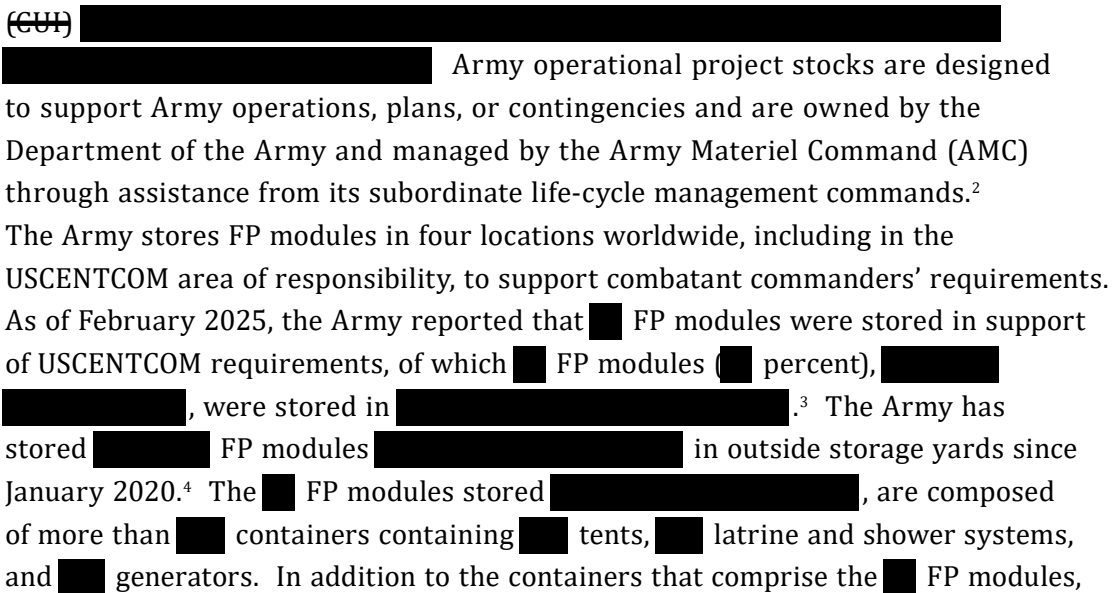 (CUI)
Army operational project stocks are designed
to support Army operations, plans, or contingencies and are owned by the
Department of the Army and managed by the Army Materiel Command (AMC)
through assistance from its subordinate life-cycle management commands.2
The Army stores FP modules in four locations worldwide, including in the
USCENTCOM area of responsibility, to support combatant commanders’ requirements.
As of February 2025, the Army reported that FP modules were stored in support
of USCENTCOM requirements, of which FP modules ( percent),
, were stored in .3 The Army has
stored FP modules in outside storage yards since
January 2020.4 The FP modules stored , are composed
of more than containers containing tents, latrine and shower systems,
and generators. In addition to the containers that comprise the FP modules,